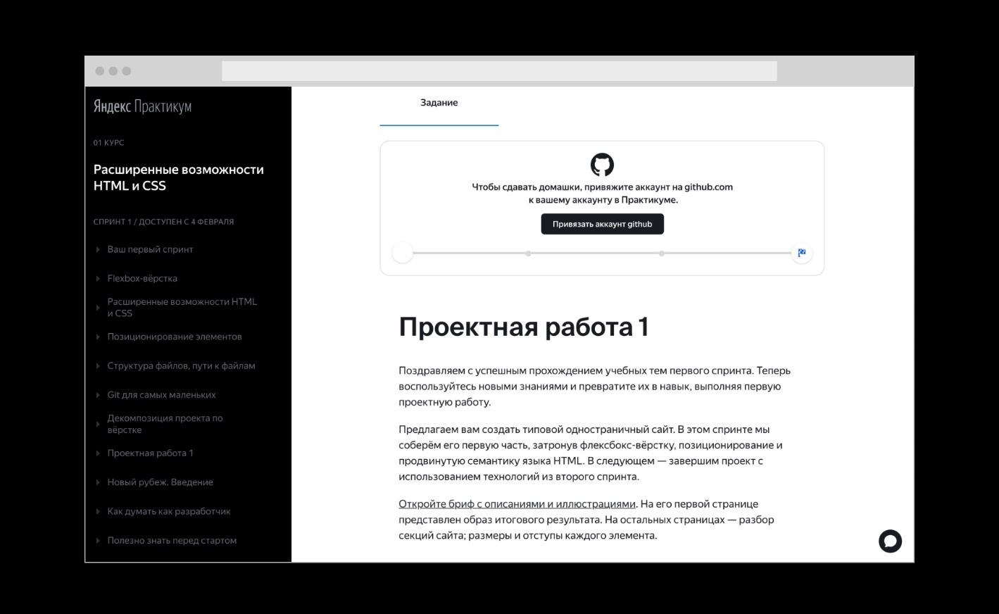 Яндекс Практикум
01 КУРС
Расширенные возможности
HTML и CSS
СПРИНТ 1 / ДОСТУПЕН С 4 ФЕВРАЛЯ
Ваш первый спринт
Flexbox-вёрстка
Расширенные возможности HTML
и CSS
Позиционирование элементов
Структура файлов, пути к файлам
Git для самых маленьких
Декомпозиция проекта по
вёрстке
Проектная работа 1
Новый рубеж. Введение
Как думать как разработчик
Полезно знать перед стартом
Задание
Чтобы сдавать домашки, привяжите аккаунт на github.com
к вашему аккаунту в Практикуме.
Привязать аккаунт github
Проектная работа 1
Поздравляем с успешным прохождением учебных тем первого спринта. Теперь
воспользуйтесь новыми знаниями и превратите их в навык, выполняя первую
проектную работу.
Предлагаем вам создать типовой одностраничный сайт. В этом спринте мы
соберём его первую часть, затронув флексбокс-вёрстку, позиционирование и
продвинутую семантику языка HTML. В следующем — завершим проект с
использованием технологий из второго спринта.
Откройте бриф с описаниями и иллюстрациями. На его первой странице
представлен образ итогового результата. На остальных страницах — разбор
секций сайта; размеры и отступы каждого элемента.